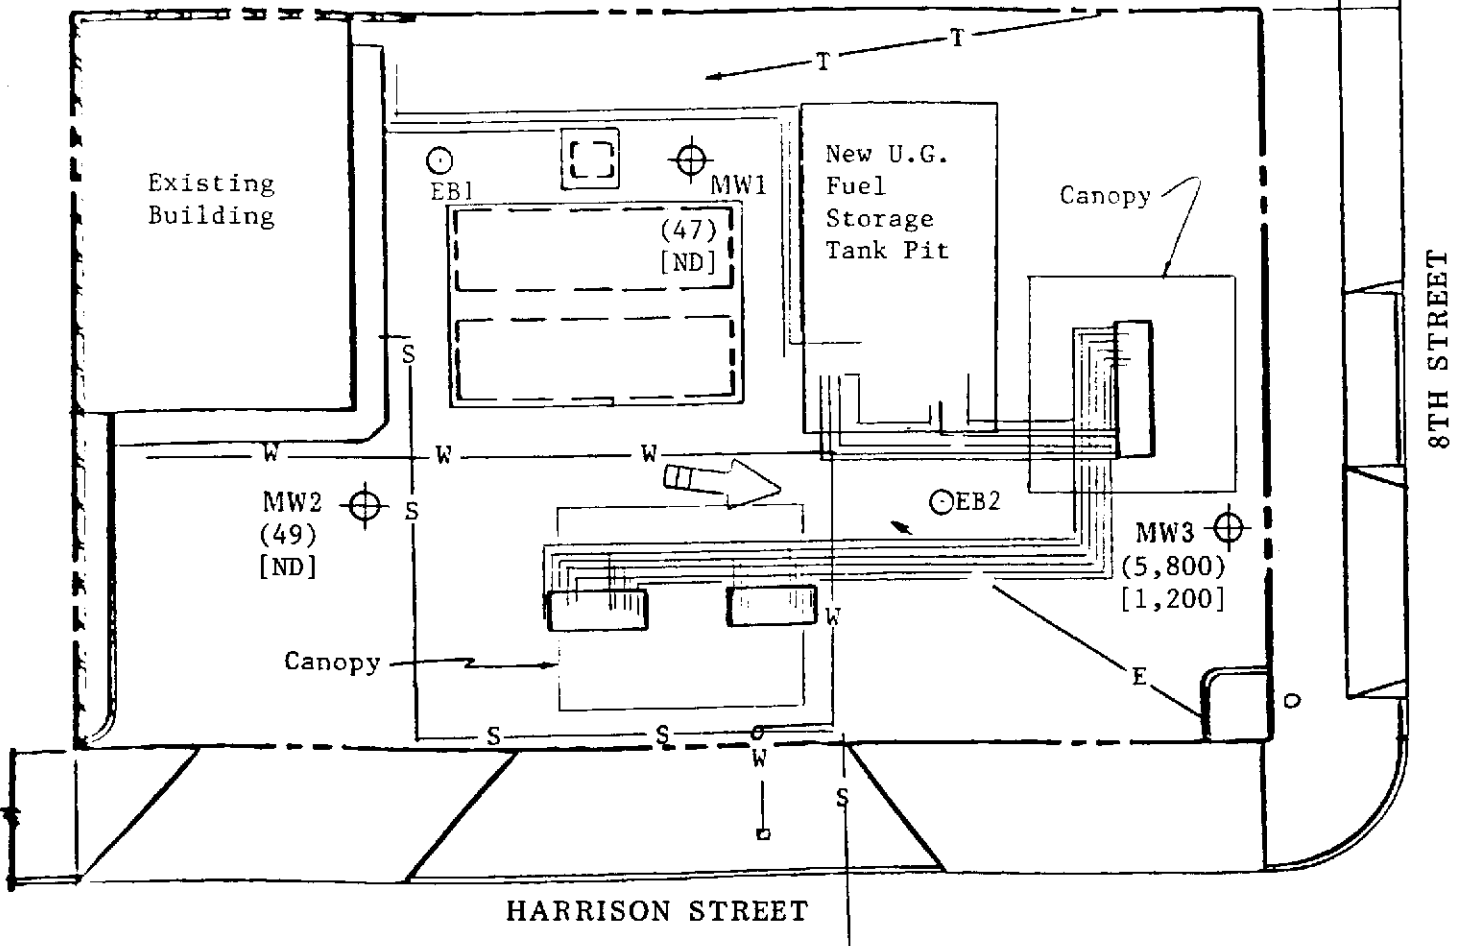 T
T
Existing
Building
EB1
MW1
New U.G.
Fuel
Storage
Tank Pit
Canopy
(47)
[ND]
8TH STREET
S
W
W
W
MW2
(49)
[ND]
S
EB2
MW3
(5,800)
[1,200]
W
Canopy
E
S
S
W
S
HARRISON STREET